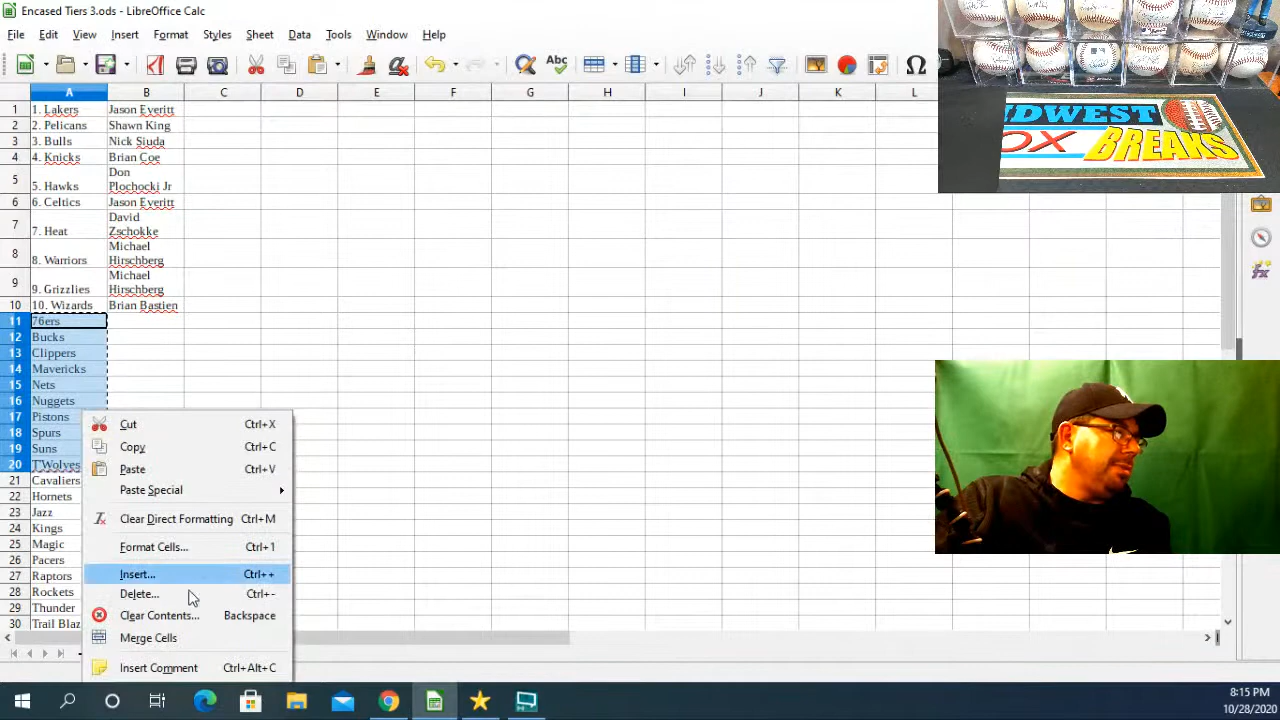 Encased Tiers 3.ods - LibreOffice Calc
File Edit View Insert Format Styles Sheet Data Tools Window Help
A B C D E F G H I J K L
1 1. Lakers Jason Everitt
2 2. Pelicans Shawn King
3 3. Bulls Nick Siuda
4 4. Knicks Brian Coe
5 5. Hawks Don Plochocki Jr
6 6. Celtics Jason Everitt
7 7. Heat David Zschokke
8 8. Warriors Michael Hirschberg
9 9. Grizzlies Michael Hirschberg
10 10. Wizards Brian Bastien
11 76ers
12 Bucks
13 Clippers
14 Mavericks
15 Nets
16 Nuggets
17 Pistons
18 Spurs
19 Suns
20 T'Wolves
21 Cavaliers
22 Hornets
23 Jazz
24 Kings
25 Magic
26 Pacers
27 Raptors
28 Rockets
29 Thunder
30 Trail Blaz
Cut Ctrl+X
Copy Ctrl+C
Paste Ctrl+V
Paste Special
Clear Direct Formatting Ctrl+M
Format Cells... Ctrl+1
Insert... Ctrl++
Delete... Ctrl+-
Clear Contents... Backspace
Merge Cells
Insert Comment Ctrl+Alt+C
IDWEST
OX BREAKS
8:15 PM
10/28/2020